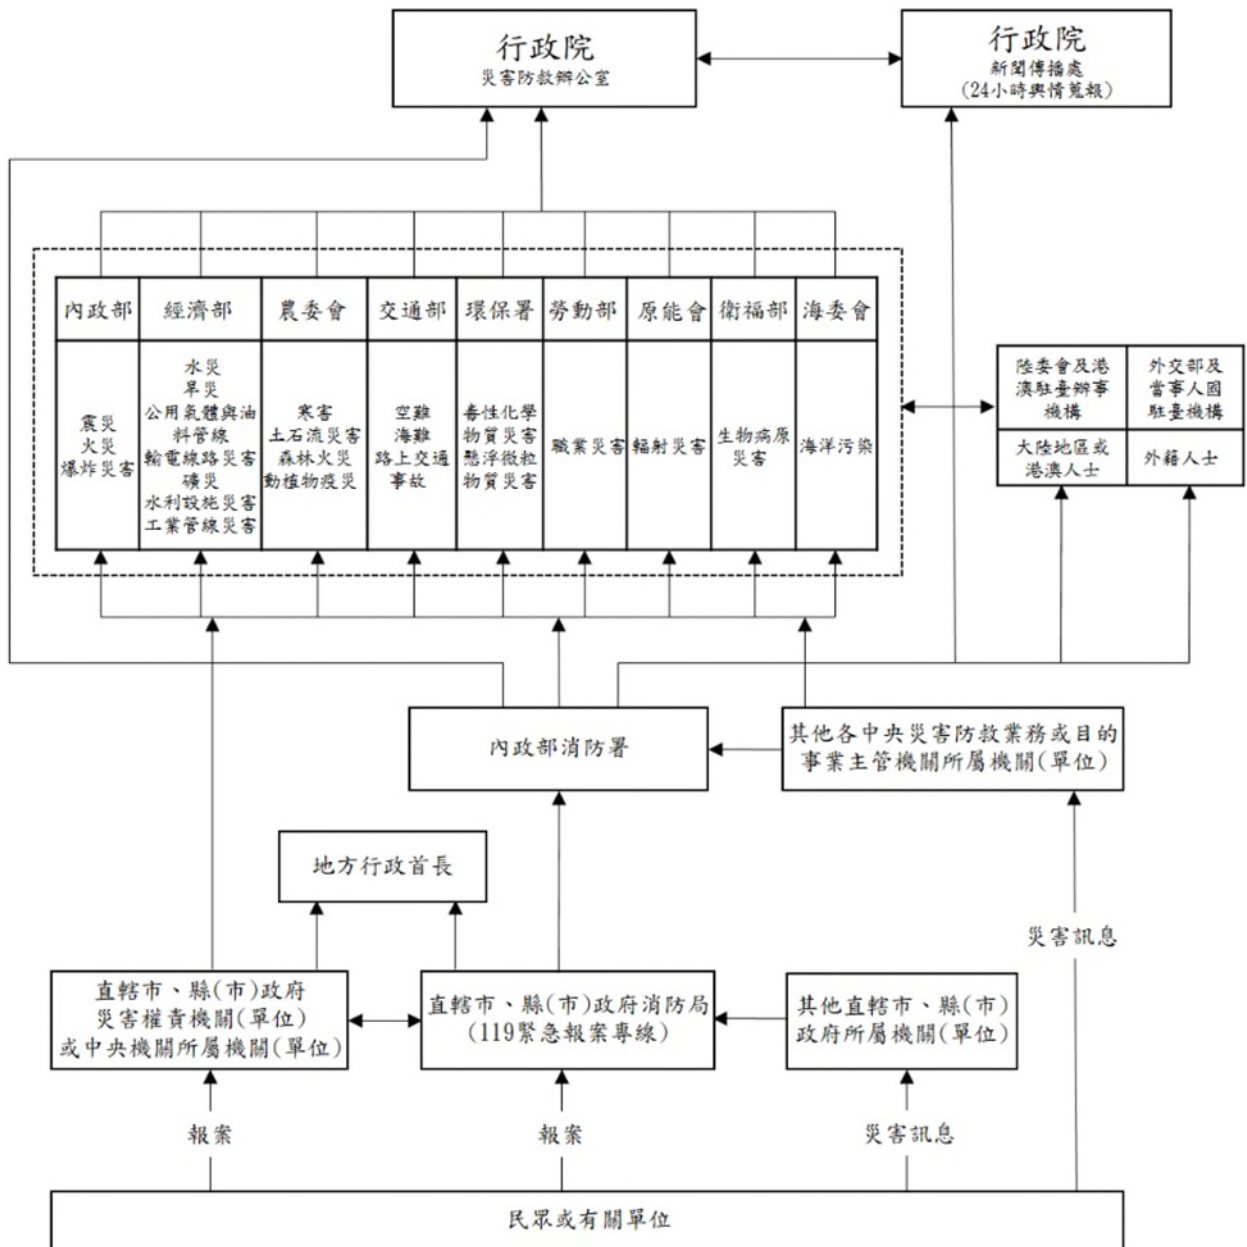 行政院
災害防救辦公室
行政院
新聞傳播處
(24小時輿情蒐報)
內政部
經濟部
農委會
交通部
環保署
勞動部
原能會
衛福部
海委會
震災
火災
爆炸災害
水災
旱災
公用氣體與油
料管線
輸電線路災害
礦災
水利設施災害
工業管線災害
寒害
土石流災害
森林火災
動植物疫災
空難
海難
路上交通
事故
毒性化學
物質災害
懸浮微粒
物質災害
職業災害
輻射災害
生物病原
災害
海洋污染
陸委會及港
澳駐臺辦事
機構
外交部及
當事人國
駐臺機構
大陸地區或
港澳人士
外籍人士
內政部消防署
其他各中央災害防救業務或目的
事業主管機關所屬機關(單位)
地方行政首長
災害訊息
直轄市、縣(市)政府
災害權責機關(單位)
或中央機關所屬機關(單位)
直轄市、縣(市)政府消防局
(119緊急報案專線)
其他直轄市、縣(市)
政府所屬機關(單位)
報案
報案
災害訊息
民眾或有關單位